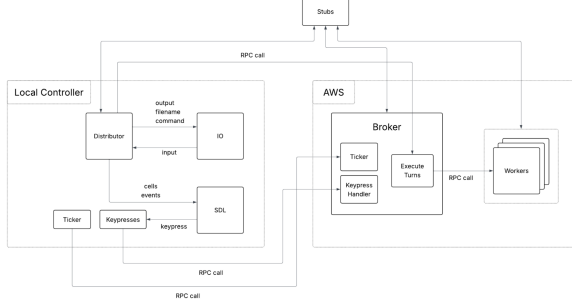 Stubs
RPC call
Local Controller
AWS
output
filename
command
Distributor
IO
input
Broker
Ticker
Execute
Turns
Keypress
Handler
RPC call
Workers
cells
events
SDL
Ticker
Keypresses
keypress
RPC call
RPC call